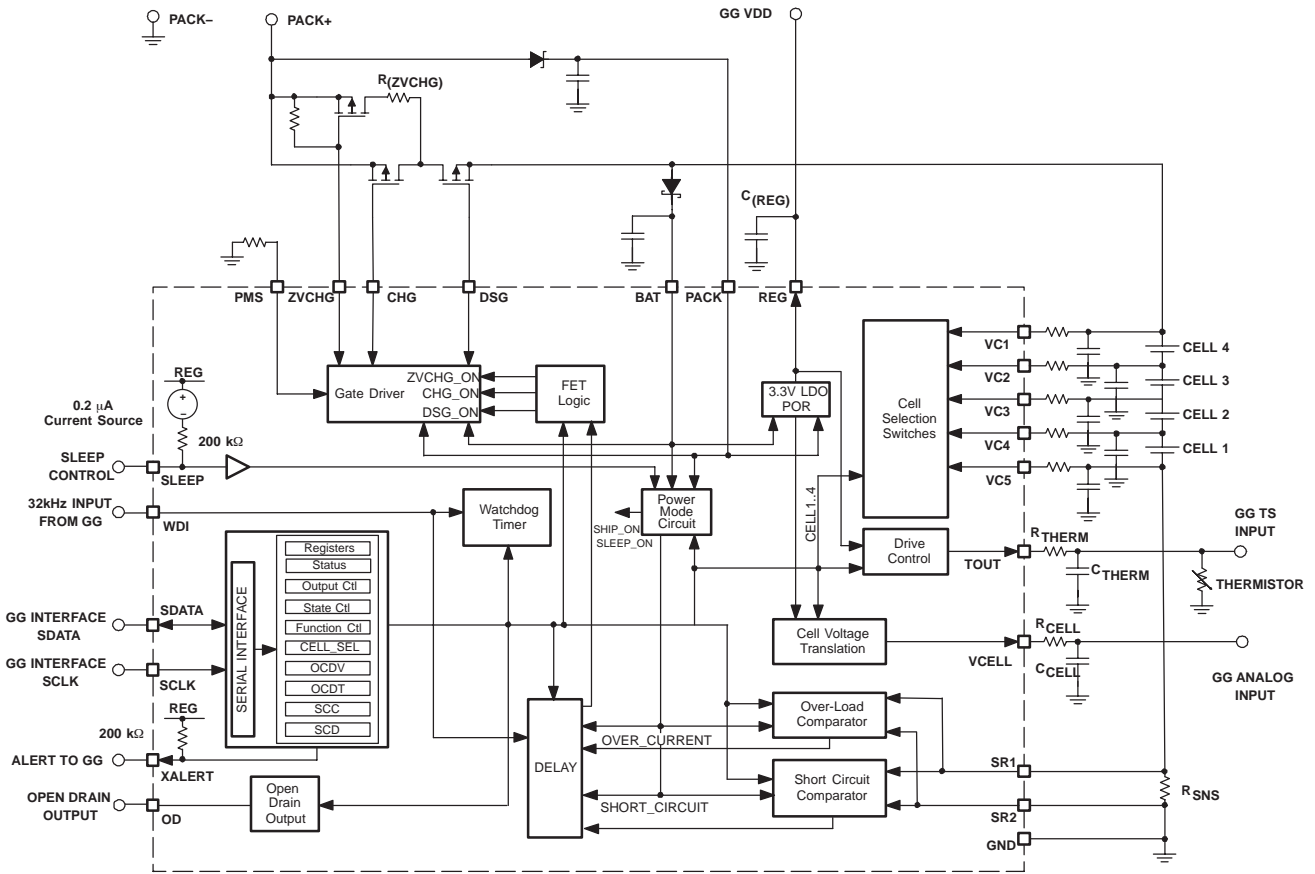 PACK–
PACK+
GG VDD
R(ZVCHG)
C(REG)
PMS
ZVCHG
CHG
DSG
BAT
PACK
REG
REG
0.2 μA
Current Source
200 kΩ
SLEEP
CONTROL
SLEEP
32kHz INPUT
FROM GG
WDI
Gate Driver
ZVCHG_ON
CHG_ON
DSG_ON
FET
Logic
3.3V LDO
POR
Cell
Selection
Switches
VC1
VC2
VC3
VC4
VC5
CELL 4
CELL 3
CELL 2
CELL 1
Watchdog
Timer
Power
Mode
Circuit
SHIP_ON
SLEEP_ON
CELL1..4
Drive
Control
TOUT
RTHERM
CTHERM
GG TS
INPUT
THERMISTOR
SERIAL INTERFACE
Registers
Status
Output Ctl
State Ctl
Function Ctl
CELL_SEL
OCDV
OCDT
SCC
SCD
GG INTERFACE
SDATA
SDATA
GG INTERFACE
SCLK
SCLK
REG
200 kΩ
ALERT TO GG
XALERT
OPEN DRAIN
OUTPUT
OD
Open
Drain
Output
Cell Voltage
Translation
VCELL
RCELL
CCELL
GG ANALOG
INPUT
DELAY
OVER_CURRENT
SHORT_CIRCUIT
Over-Load
Comparator
Short Circuit
Comparator
SR1
SR2
GND
RSNS